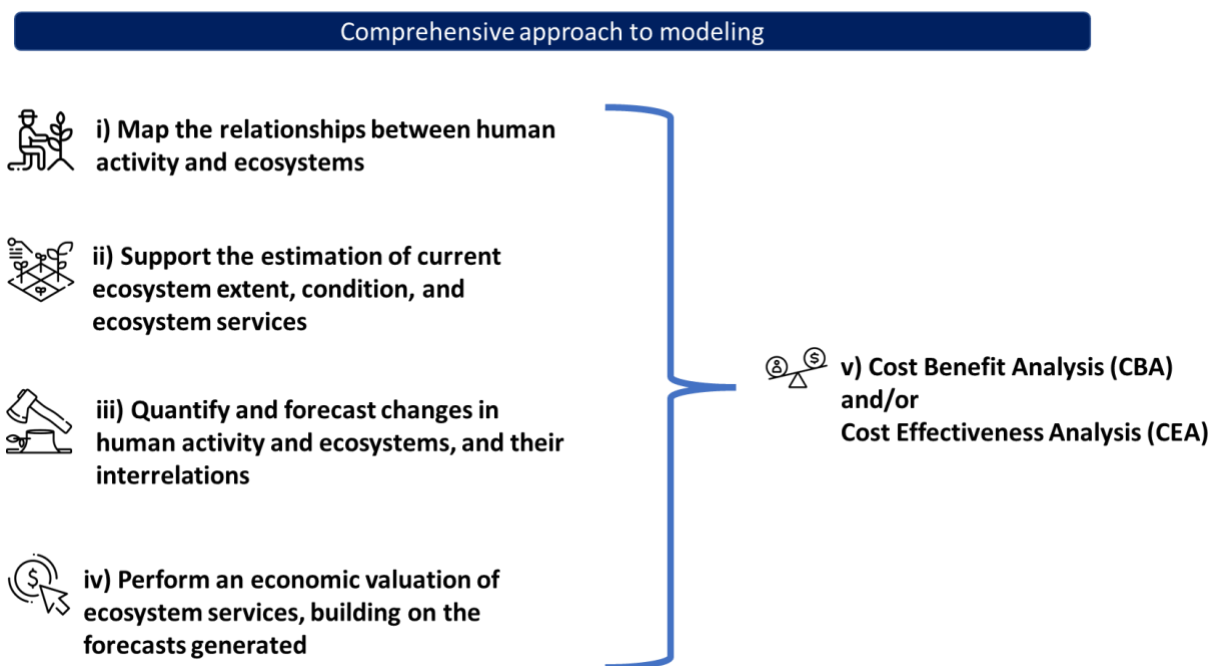 Comprehensive approach to modeling
i) Map the relationships between human
activity and ecosystems
ii) Support the estimation of current
ecosystem extent, condition, and
ecosystem services
iii) Quantify and forecast changes in
human activity and ecosystems, and their
interrelations
iv) Perform an economic valuation of
ecosystem services, building on the
forecasts generated
v) Cost Benefit Analysis (CBA)
and/or
Cost Effectiveness Analysis (CEA)